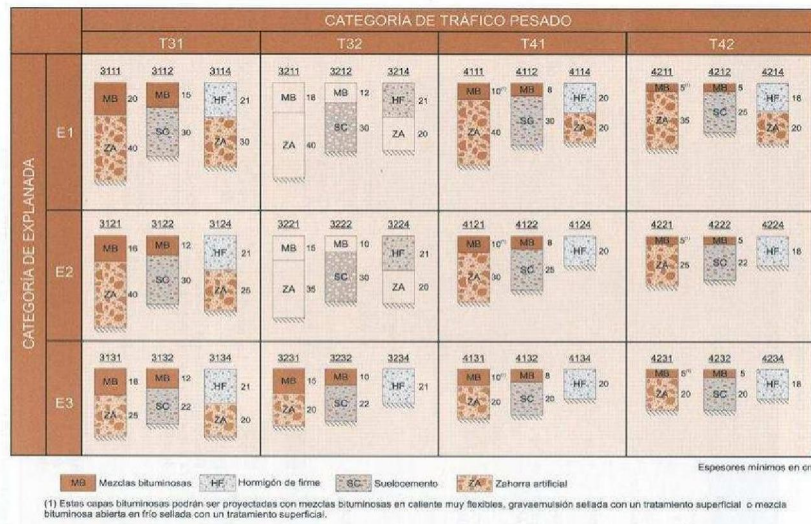 CATEGORÍA DE TRÁFICO PESADO
T31 T32 T41 T42
CATEGORÍA DE EXPLANADA
E1
3111 3112 3114 3211 3212 3214 4111 4112 4114 4211 4212 4214
MB 20 MB 15 HF 21 MB 18 MB 12 HF 21 MB 10(1) MB 8 HF 20 MB 5(1) MB 5 HF 18
ZA 40 SC 30 ZA 30 ZA 40 SC 30 ZA 20 ZA 40 SC 30 ZA 20 ZA 35 SC 25 ZA 20
E2
3121 3122 3124 3221 3222 3224 4121 4122 4124 4221 4222 4224
MB 16 MB 12 HF 21 MB 15 MB 10 HF 21 MB 10(1) MB 8 HF 20 MB 5(1) MB 5 HF 18
ZA 40 SC 30 ZA 25 ZA 35 SC 30 ZA 20 ZA 30 SC 25 ZA 25 SC 22
E3
3131 3132 3134 3231 3232 3234 4131 4132 4134 4231 4232 4234
MB 16 MB 12 HF 21 MB 15 MB 10 HF 21 MB 10(1) MB 8 HF 20 MB 5(1) MB 5 HF 18
ZA 25 SC 22 ZA 20 ZA 20 SC 22 ZA 20 SC 20 ZA 20 SC 20
Espesores mínimos en cm
MB Mezclas bituminosas HF Hormigón de firme SC Suelocemento ZA Zahorra artificial
(1) Estas capas bituminosas podrán ser proyectadas con mezclas bituminosas en caliente muy flexibles, gravaemulsión sellada con un tratamiento superficial o mezcla
bituminosa abierta en frío sellada con un tratamiento superficial.